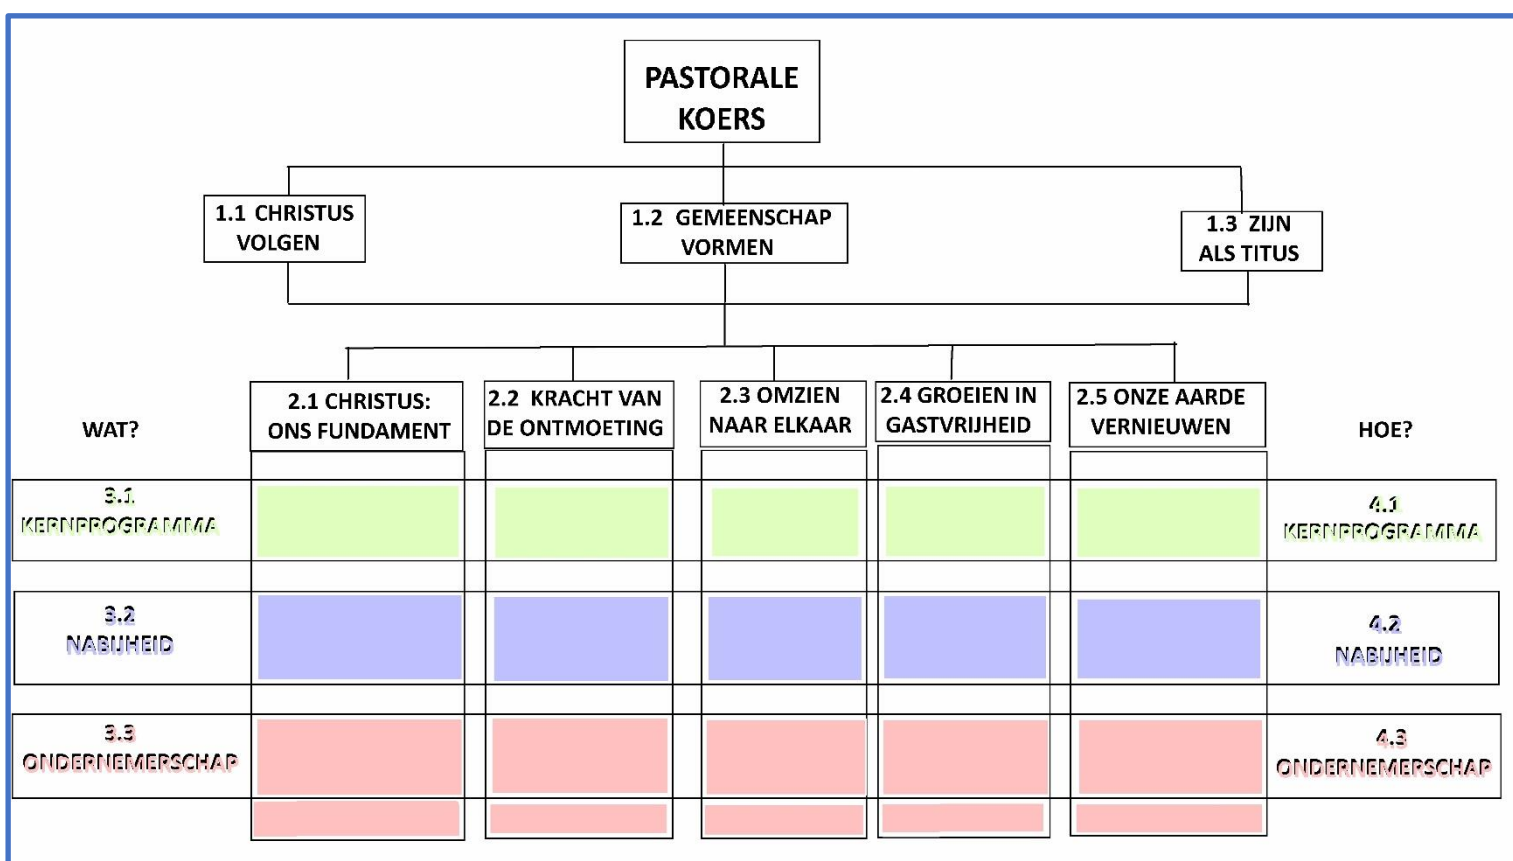 PASTORALE
KOERS
1.1 CHRISTUS
VOLGEN
1.2 GEMEENSCHAP
VORMEN
1.3 ZIJN
ALS TITUS
WAT?
2.1 CHRISTUS:
ONS FUNDAMENT
2.2 KRACHT VAN
DE ONTMOETING
2.3 OMZIEN
NAAR ELKAAR
2.4 GROEIEN IN
GASTVRIJHEID
2.5 ONZE AARDE
VERNIEUWEN
HOE?
3.1
KERNPROGRAMMA
4.1
KERNPROGRAMMA
3.2
NABIJHEID
4.2
NABIJHEID
3.3
ONDERNEMERSCHAP
4.3
ONDERNEMERSCHAP